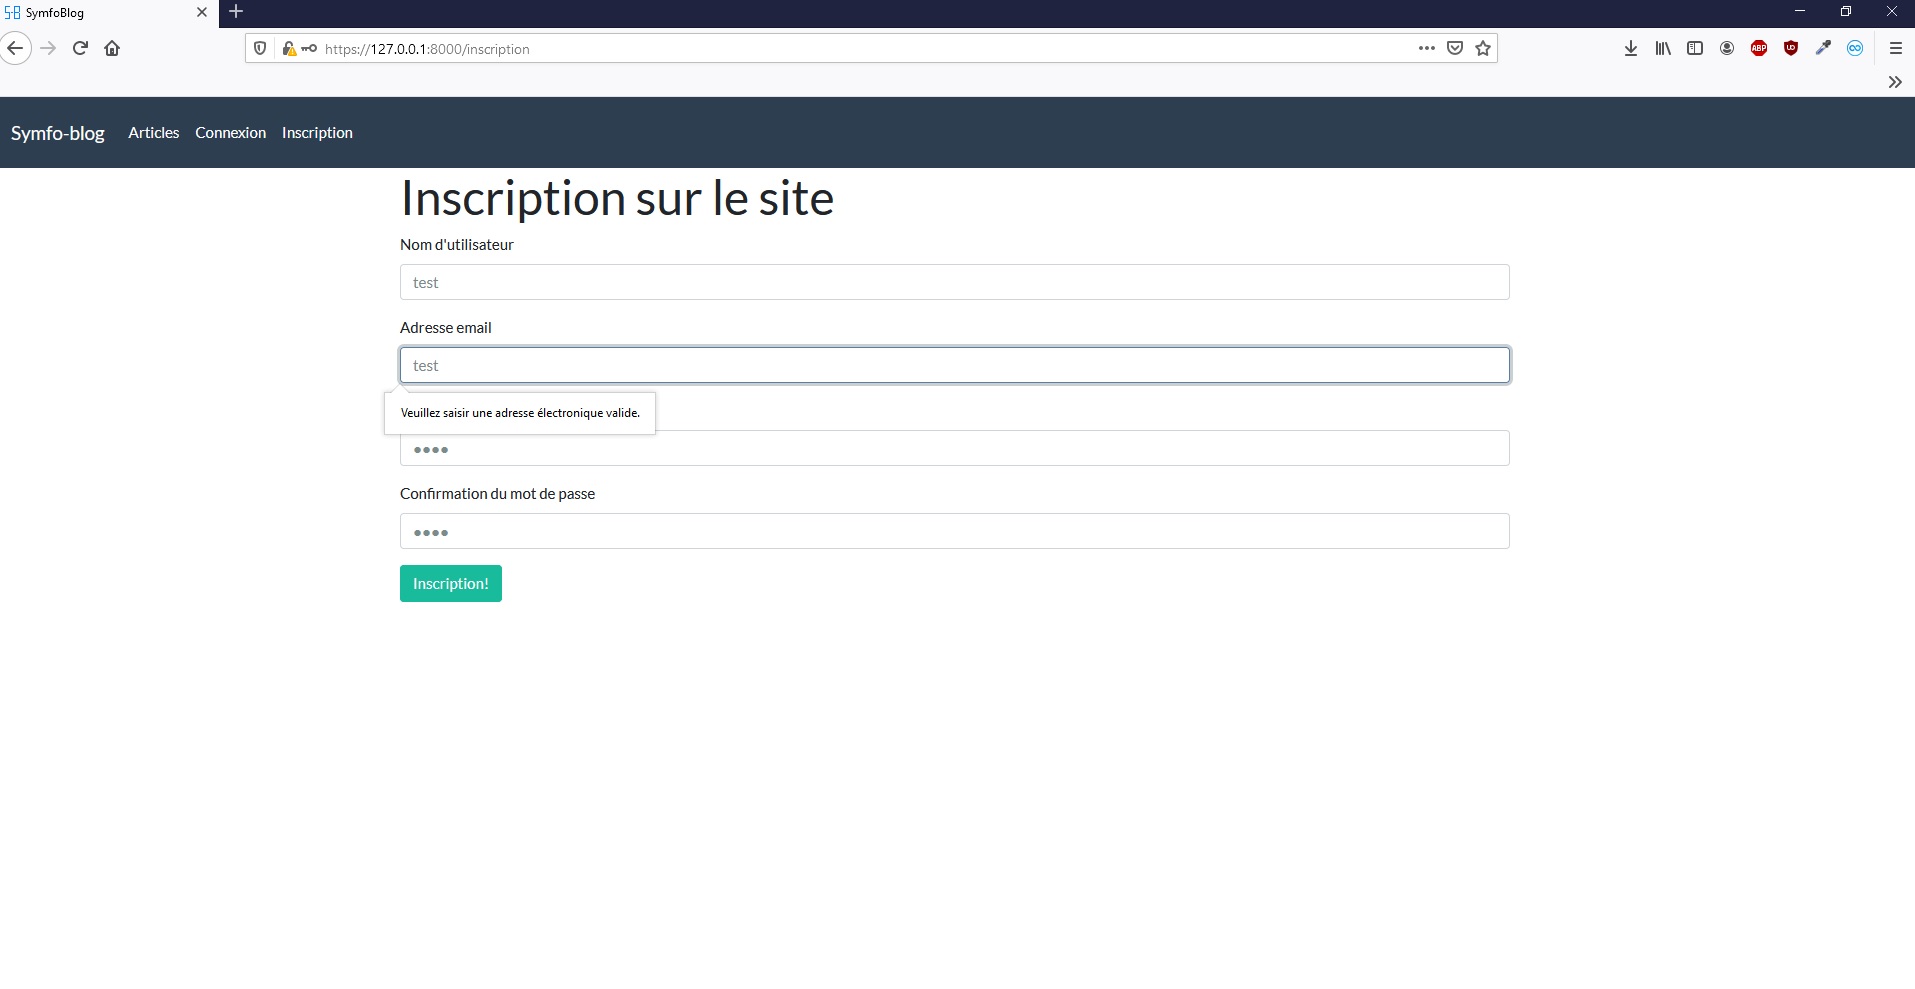 SymfoBlog
https://127.0.0.1:8000/inscription
ABP
Symfo-blog Articles Connexion Inscription
Inscription sur le site
Nom d'utilisateur
test
Adresse email
test
Veuillez saisir une adresse électronique valide.
••••
Confirmation du mot de passe
••••
Inscription!